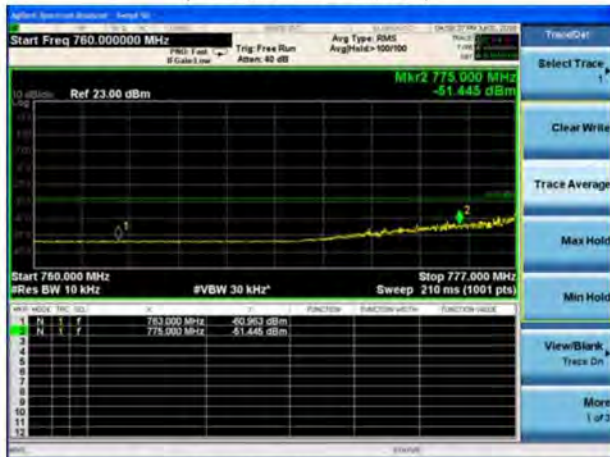 Agilent Spectrum Analyzer - Swept SA
Start Freq 760.000000 MHz
PNO: Fast
IFGain:Low
Trig: Free Run
Atten: 40 dB
Avg Type: RMS
Avg|Hold:>100/100
TRACE
TYPE
DET
Trace/Det
Mkr2 775.000 MHz
-51.445 dBm
10 dB/div
Log
Ref 23.00 dBm
1
2
Start 760.000 MHz
Stop 777.000 MHz
#Res BW 10 kHz
#VBW 30 kHz*
Sweep 210 ms (1001 pts)
MKR MODE TRC SCL X Y FUNCTION FUNCTION WIDTH FUNCTION VALUE
1 N 1 f 763.000 MHz -60.963 dBm
2 N 1 f 775.000 MHz -51.445 dBm
3
4
5
6
7
8
9
10
11
12
MSG
STATUS
Select Trace
1
Clear Write
Trace Average
Max Hold
Min Hold
View/Blank
Trace On
More
1 of 3